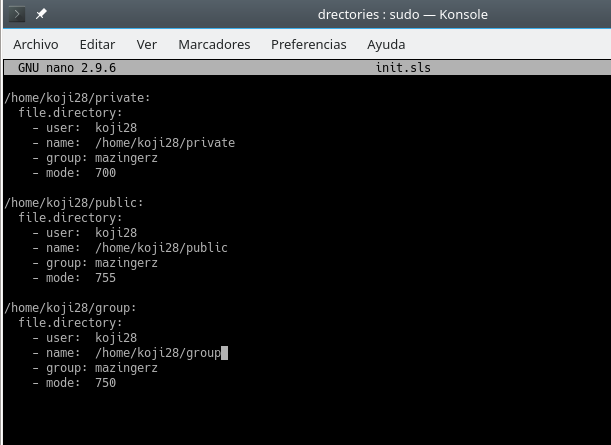 drectories : sudo — Konsole
Archivo Editar Ver Marcadores Preferencias Ayuda
GNU nano 2.9.6 init.sls
/home/koji28/private:
  file.directory:
    - user:  koji28
    - name:  /home/koji28/private
    - group: mazingerz
    - mode:  700
/home/koji28/public:
  file.directory:
    - user:  koji28
    - name:  /home/koji28/public
    - group: mazingerz
    - mode:  755
/home/koji28/group:
  file.directory:
    - user:  koji28
    - name:  /home/koji28/group
    - group: mazingerz
    - mode:  750